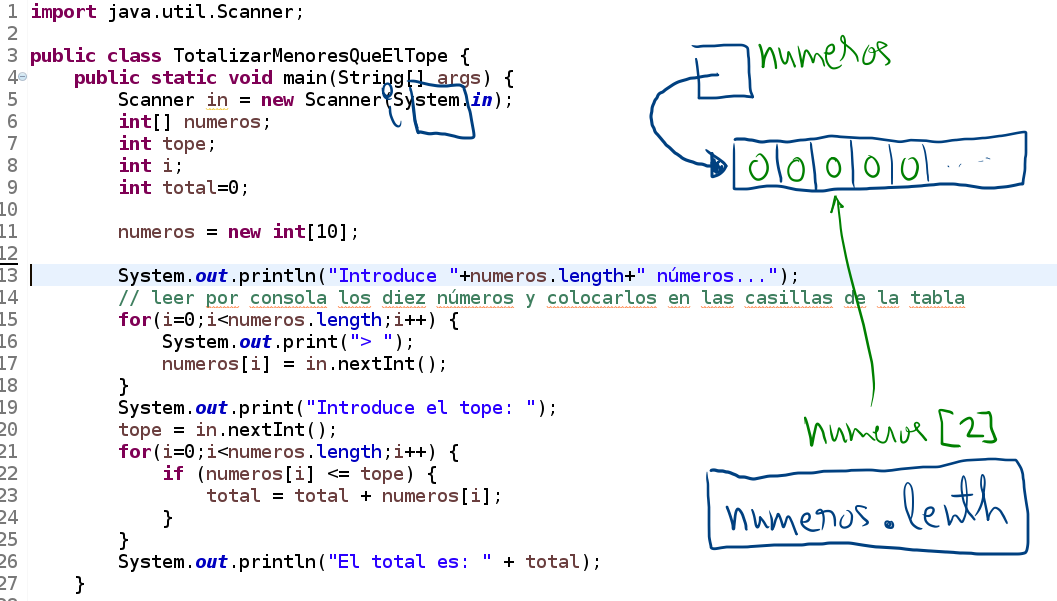 1 import java.util.Scanner;
2
3 public class TotalizarMenoresQueElTope {
4 public static void main(String[] args) {
5 Scanner in = new Scanner(System.in);
6 int[] numeros;
7 int tope;
8 int i;
9 int total=0;
10
11 numeros = new int[10];
12
13 System.out.println("Introduce "+numeros.length+" números...");
14 // leer por consola los diez números y colocarlos en las casillas de la tabla
15 for(i=0;i<numeros.length;i++) {
16 System.out.print("> ");
17 numeros[i] = in.nextInt();
18 }
19 System.out.print("Introduce el tope: ");
20 tope = in.nextInt();
21 for(i=0;i<numeros.length;i++) {
22 if (numeros[i] <= tope) {
23 total = total + numeros[i];
24 }
25 }
26 System.out.println("El total es: " + total);
27 }
numeros
0 0 0 0 0 ....
numeros [2]
numeros.lenth